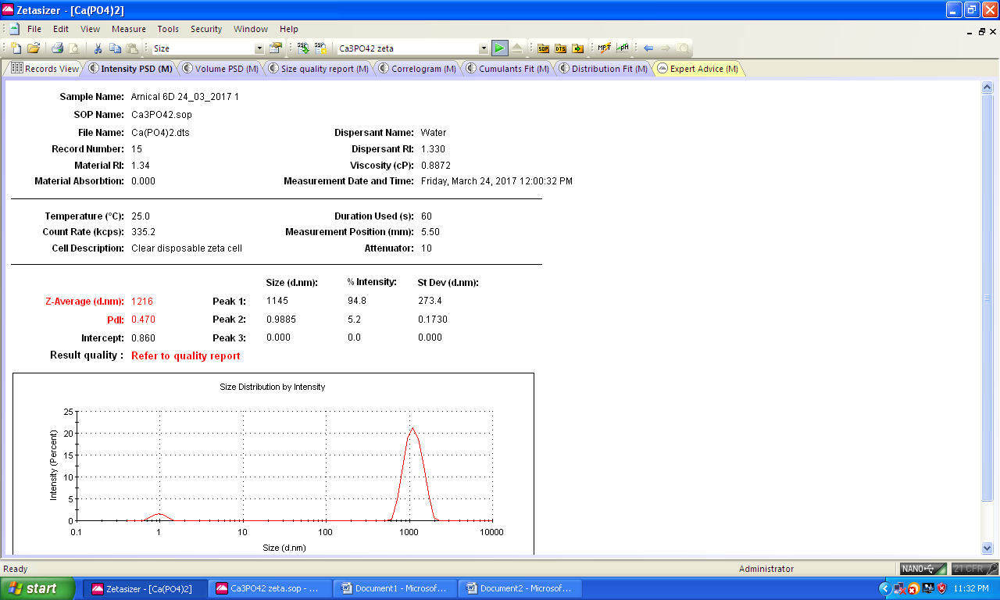 Zetasizer - [Ca(PO4)2]
File Edit View Measure Tools Security Window Help
Size Ca3PO42 zeta SOP DTS MPT pH
Records View Intensity PSD (M) Volume PSD (M) Size quality report (M) Correlogram (M) Cumulants Fit (M) Distribution Fit (M) Expert Advice (M)
Sample Name: Arnical 6D 24_03_2017 1
SOP Name: Ca3PO42.sop
File Name: Ca(PO4)2.dts Dispersant Name: Water
Record Number: 15 Dispersant RI: 1.330
Material RI: 1.34 Viscosity (cP): 0.8872
Material Absorbtion: 0.000 Measurement Date and Time: Friday, March 24, 2017 12:00:32 PM
Temperature (°C): 25.0 Duration Used (s): 60
Count Rate (kcps): 335.2 Measurement Position (mm): 5.50
Cell Description: Clear disposable zeta cell Attenuator: 10
Size (d.nm): % Intensity: St Dev (d.nm):
Z-Average (d.nm): 1216 Peak 1: 1145 94.8 273.4
PdI: 0.470 Peak 2: 0.9885 5.2 0.1730
Intercept: 0.860 Peak 3: 0.000 0.0 0.000
Result quality : Refer to quality report
Size Distribution by Intensity
Intensity (Percent)
25
20
15
10
5
0
0.1 1 10 100 1000 10000
Size (d.nm)
Ready Administrator NANO 21 CFR
start Zetasizer - [Ca(PO4)2] Ca3PO42 zeta.sop - ... Document1 - Microsof... Document2 - Microsof... 11:32 PM